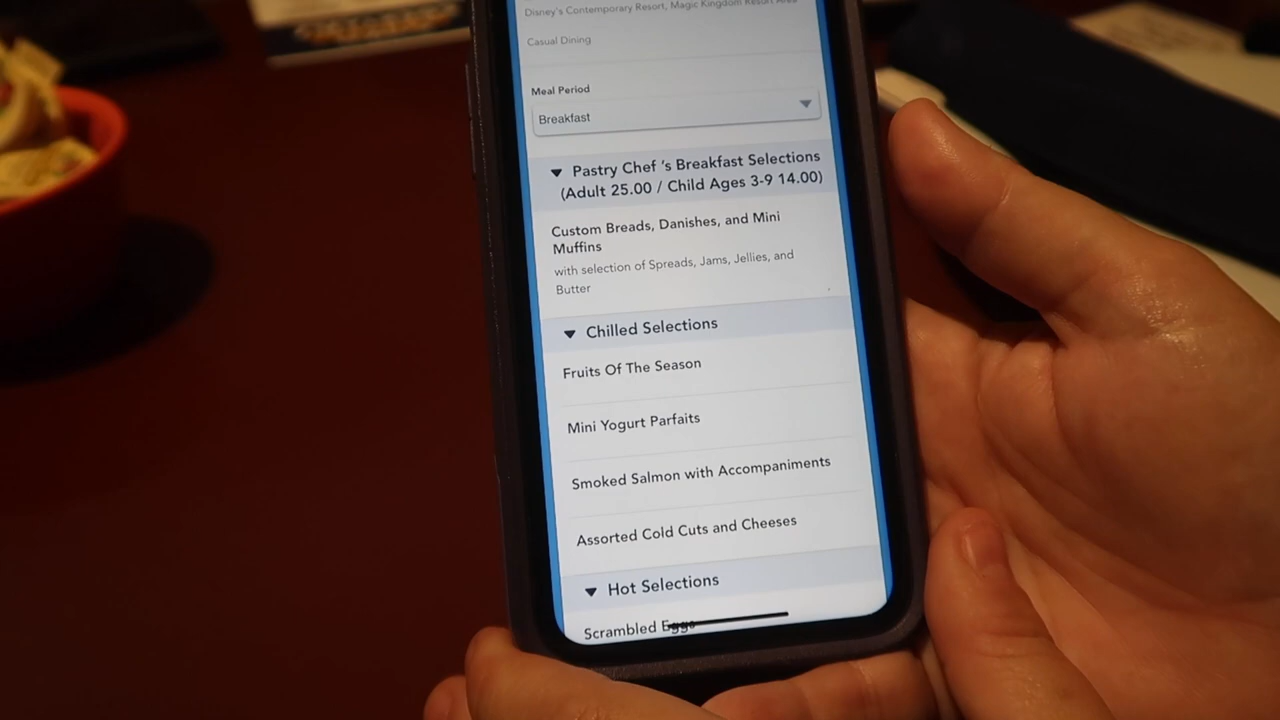 Disney's Contemporary Resort, Magic Kingdom Resort Area
Casual Dining
Meal Period
Breakfast
Pastry Chef 's Breakfast Selections
(Adult 25.00 / Child Ages 3-9 14.00)
Custom Breads, Danishes, and Mini
Muffins
with selection of Spreads, Jams, Jellies, and
Butter
Chilled Selections
Fruits Of The Season
Mini Yogurt Parfaits
Smoked Salmon with Accompaniments
Assorted Cold Cuts and Cheeses
Hot Selections
Scrambled Eggs